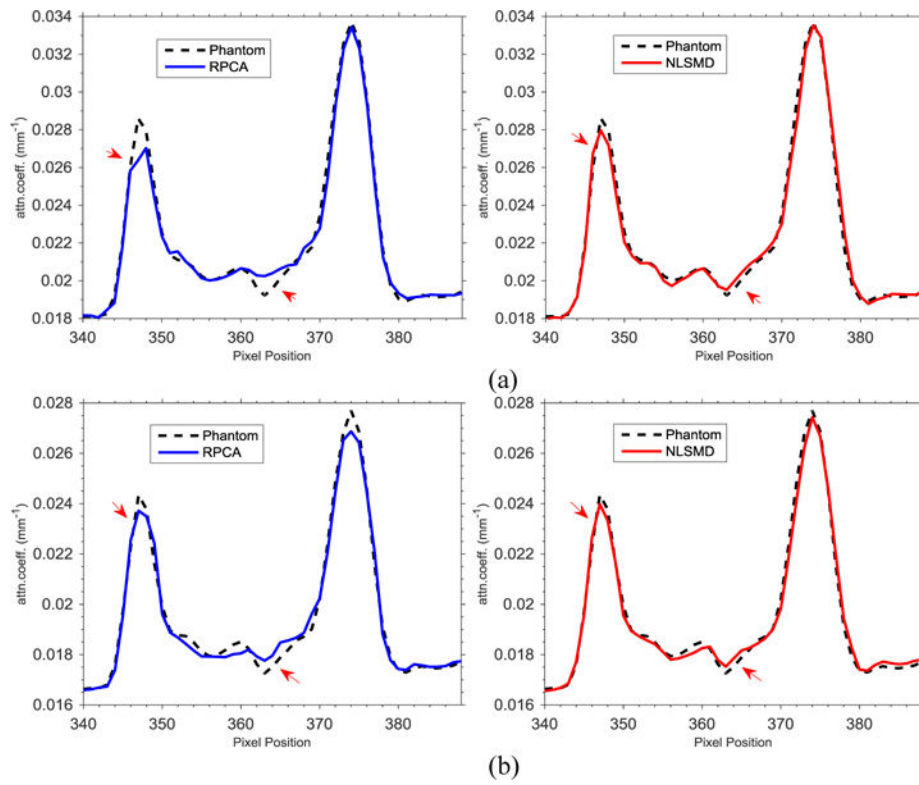 0.034
0.032
0.03
0.028
0.026
0.024
0.022
0.02
0.018
attn.coeff. (mm⁻¹)
Phantom
RPCA
340 350 360 370 380
Pixel Position
0.034
0.032
0.03
0.028
0.026
0.024
0.022
0.02
0.018
attn.coeff. (mm⁻¹)
Phantom
NLSMD
340 350 360 370 380
Pixel Position
(a)
0.028
0.026
0.024
0.022
0.02
0.018
0.016
attn.coeff. (mm⁻¹)
Phantom
RPCA
340 350 360 370 380
Pixel Position
0.028
0.026
0.024
0.022
0.02
0.018
0.016
attn.coeff. (mm⁻¹)
Phantom
NLSMD
340 350 360 370 380
Pixel Position
(b)